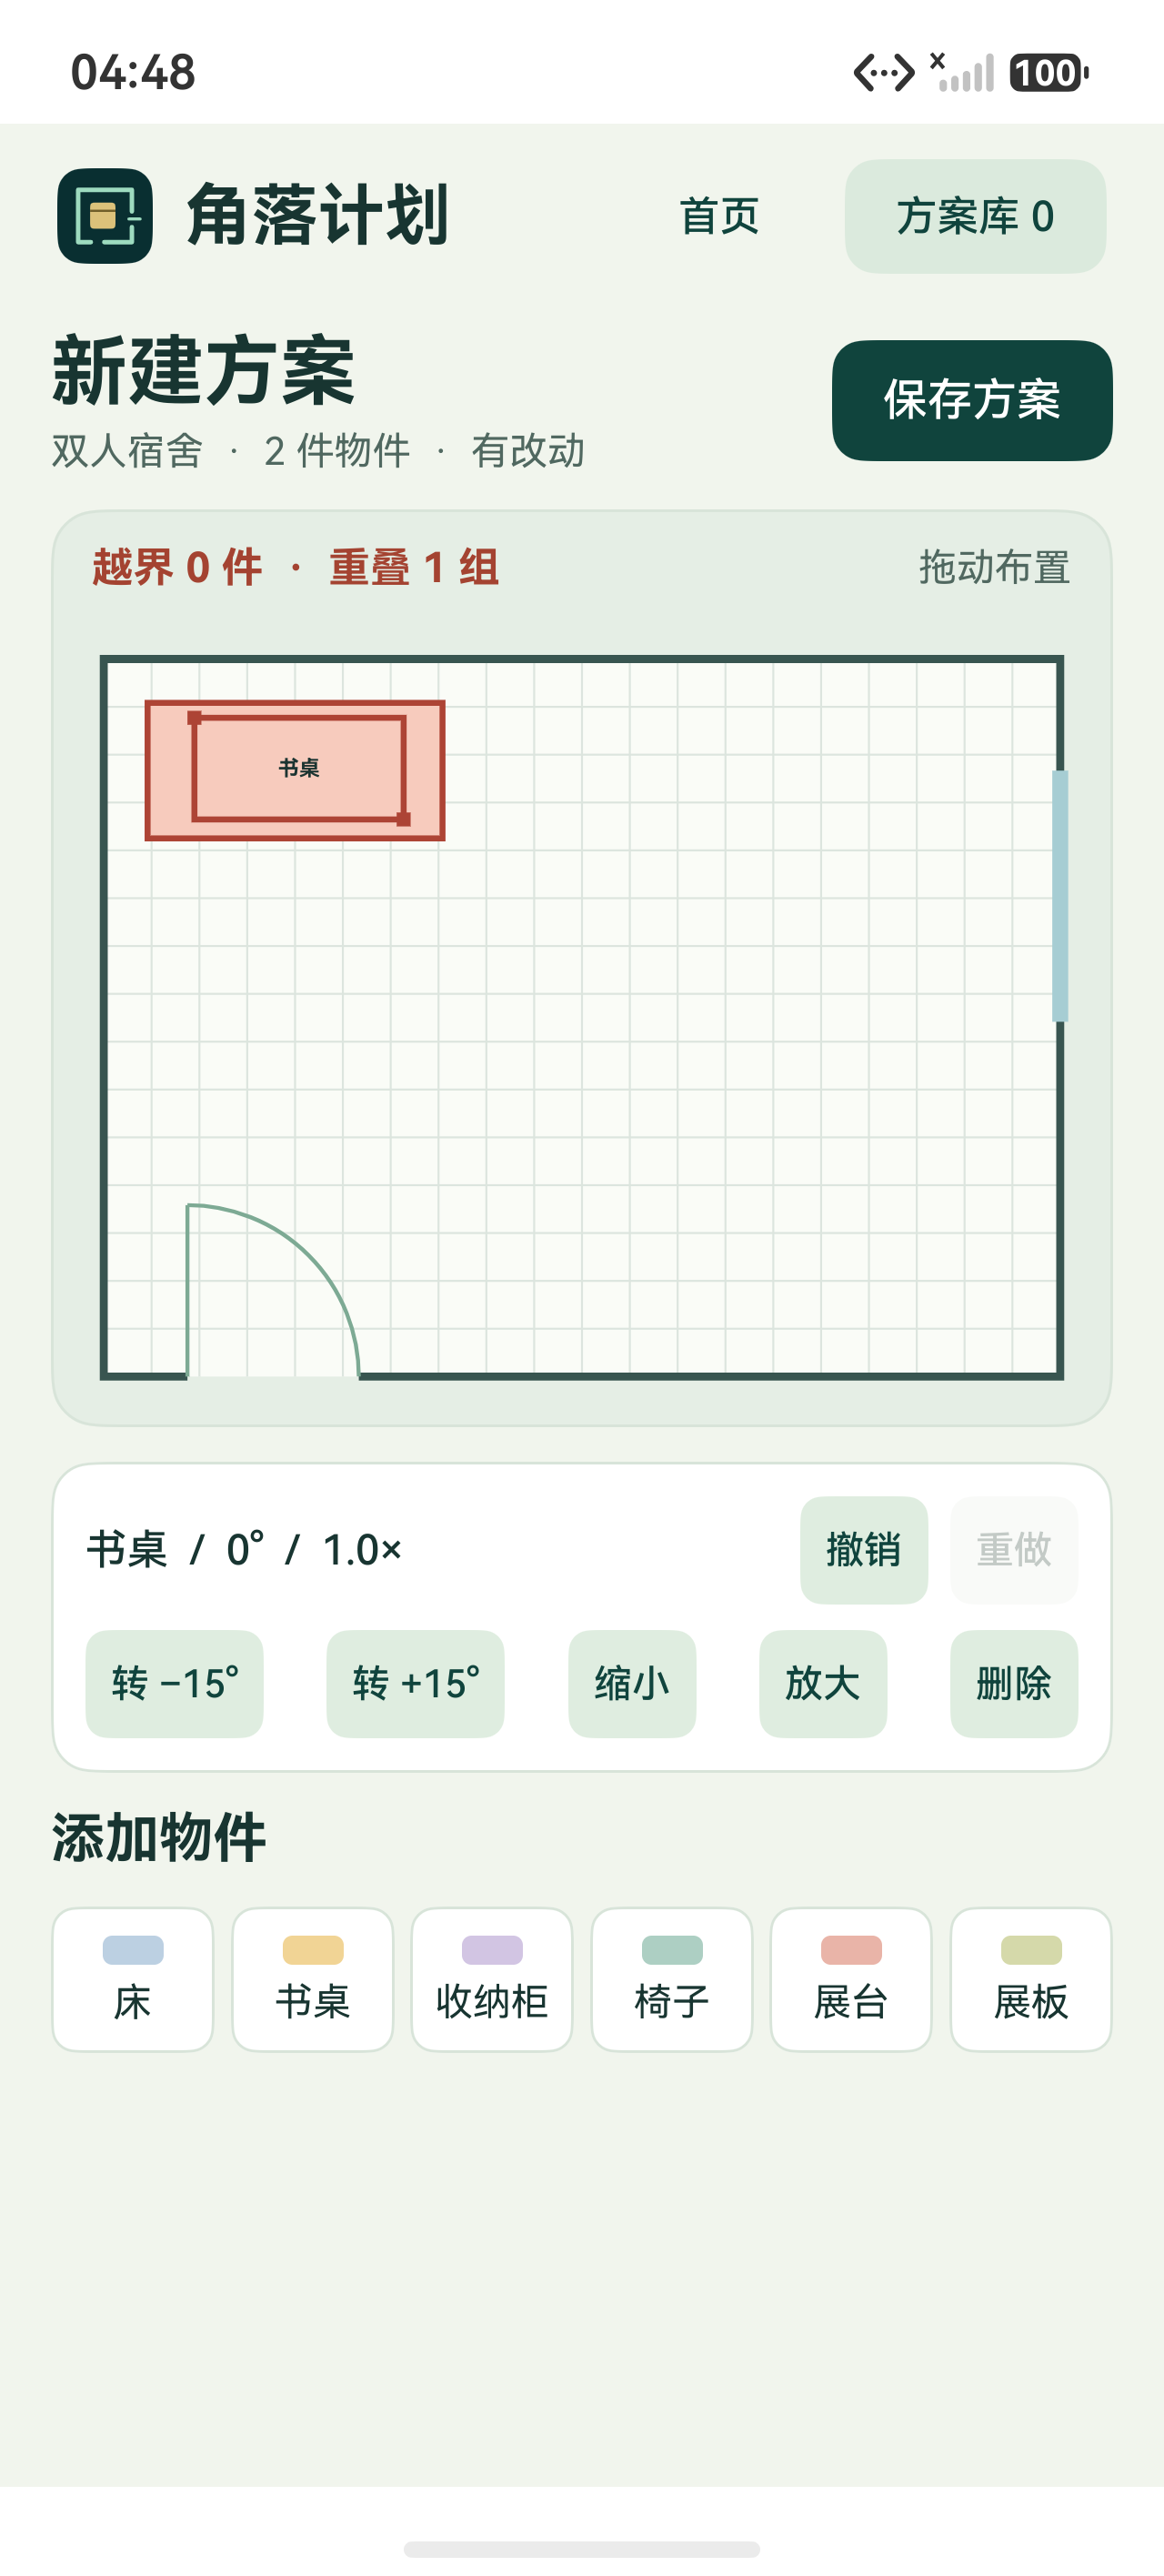 04:48
100
角落计划
首页
方案库 0
新建方案
保存方案
双人宿舍 · 2 件物件 · 有改动
越界 0 件 · 重叠 1 组
拖动布置
书桌
书桌 / 0° / 1.0×
撤销
重做
转 −15°
转 +15°
缩小
放大
删除
添加物件
床
书桌
收纳柜
椅子
展台
展板